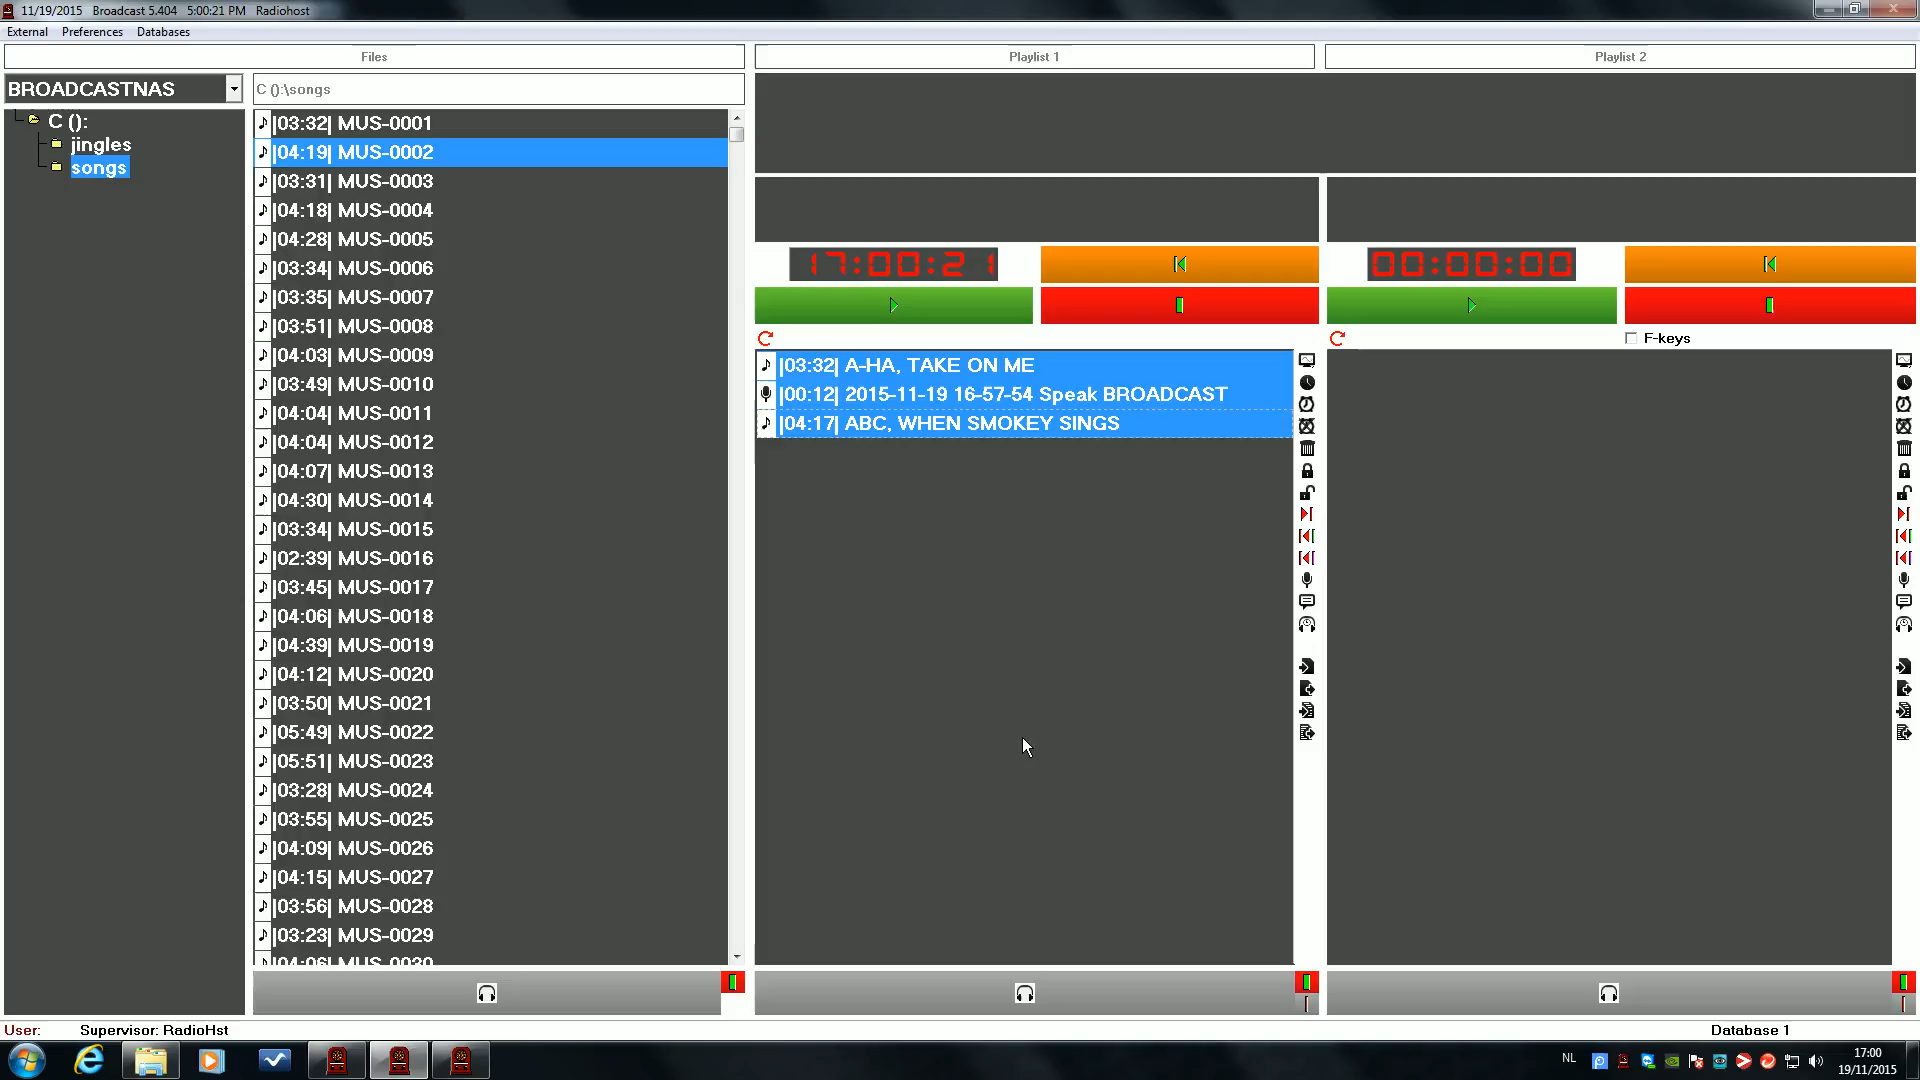 11/19/2015 Broadcast 5.404 5:00:21 PM Radiohost
External Preferences Databases
Files
Playlist 1
Playlist 2
BROADCASTNAS
C ():\songs
C ():
jingles
songs
|03:32| MUS-0001
|04:19| MUS-0002
|03:31| MUS-0003
|04:18| MUS-0004
|04:28| MUS-0005
|03:34| MUS-0006
|03:35| MUS-0007
|03:51| MUS-0008
|04:03| MUS-0009
|03:49| MUS-0010
|04:04| MUS-0011
|04:04| MUS-0012
|04:07| MUS-0013
|04:30| MUS-0014
|03:34| MUS-0015
|02:39| MUS-0016
|03:45| MUS-0017
|04:06| MUS-0018
|04:39| MUS-0019
|04:12| MUS-0020
|03:50| MUS-0021
|05:49| MUS-0022
|05:51| MUS-0023
|03:28| MUS-0024
|03:55| MUS-0025
|04:09| MUS-0026
|04:15| MUS-0027
|03:56| MUS-0028
|03:23| MUS-0029
|04:06| MUS-0030
17:00:21
00:00:00
F-keys
|03:32| A-HA, TAKE ON ME
|00:12| 2015-11-19 16-57-54 Speak BROADCAST
|04:17| ABC, WHEN SMOKEY SINGS
User: Supervisor: RadioHst
Database 1
NL
17:00
19/11/2015